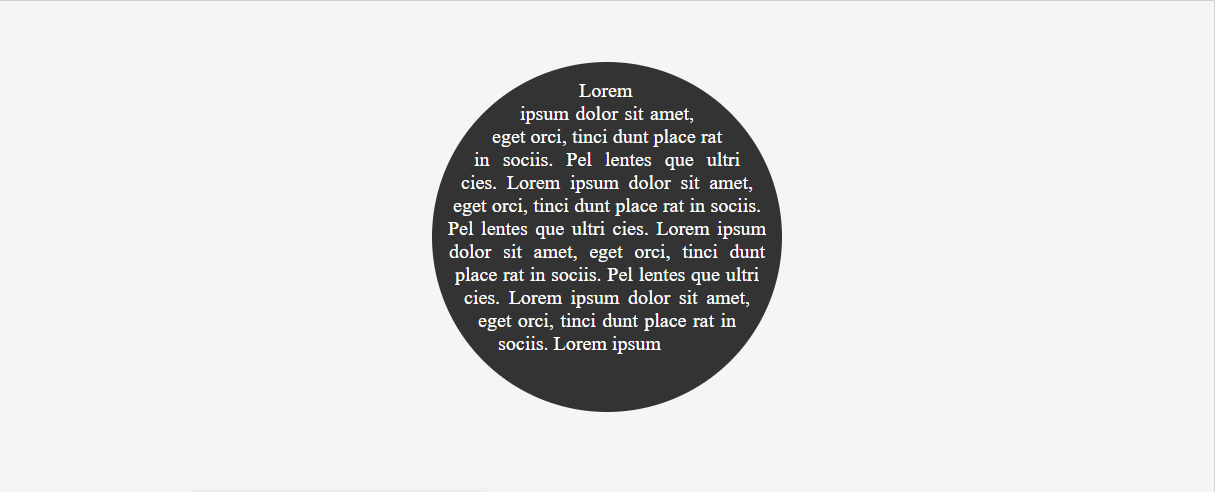 Lorem
ipsum dolor sit amet,
eget orci, tinci dunt place rat
in sociis. Pel lentes que ultri
cies. Lorem ipsum dolor sit amet,
eget orci, tinci dunt place rat in sociis.
Pel lentes que ultri cies. Lorem ipsum
dolor sit amet, eget orci, tinci dunt
place rat in sociis. Pel lentes que ultri
cies. Lorem ipsum dolor sit amet,
eget orci, tinci dunt place rat in
sociis. Lorem ipsum